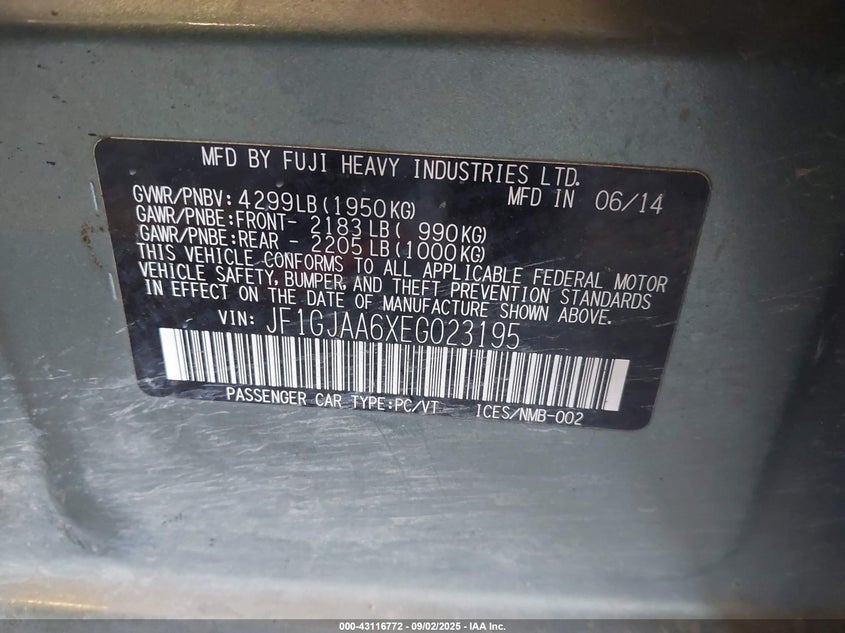 MFD BY FUJI HEAVY INDUSTRIES LTD.
GVWR/PNBV: 4299LB(1950KG) MFD IN 06/14
GAWR/PNBE:FRONT- 2183LB( 990KG)
GAWR/PNBE:REAR - 2205LB(1000KG)
THIS VEHICLE CONFORMS TO ALL APPLICABLE FEDERAL MOTOR
VEHICLE SAFETY, BUMPER, AND THEFT PREVENTION STANDARDS
IN EFFECT ON THE DATE OF MANUFACTURE SHOWN ABOVE.
VIN: JF1GJAA6XEG023195
PASSENGER CAR TYPE:PC/VT ICES/NMB-002
000-43116772 - 09/02/2025 - IAA Inc.